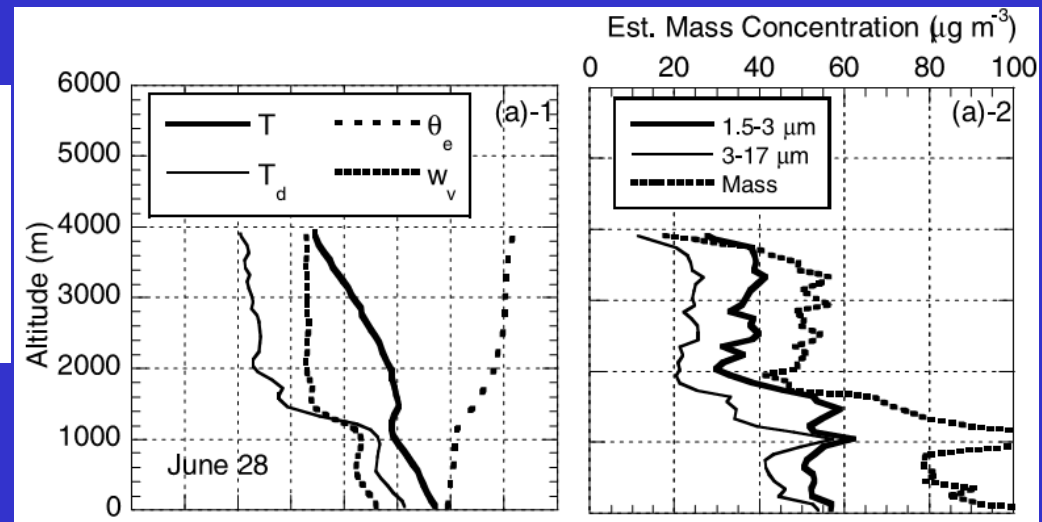 Est. Mass Concentration (μg m-3)
0 20 40 60 80 100
6000
5000
4000
3000
2000
1000
0
Altitude (m)
T
Td
θe
wv
(a)-1
June 28
1.5-3 μm
3-17 μm
Mass
(a)-2